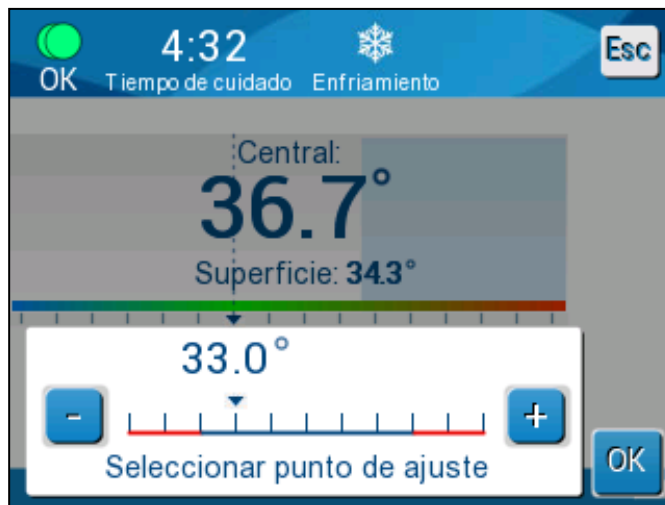 4:32
OK Tiempo de cuidado Enfriamiento
Esc
Central:
36.7°
Superficie: 34.3°
33.0°
- +
Seleccionar punto de ajuste
OK